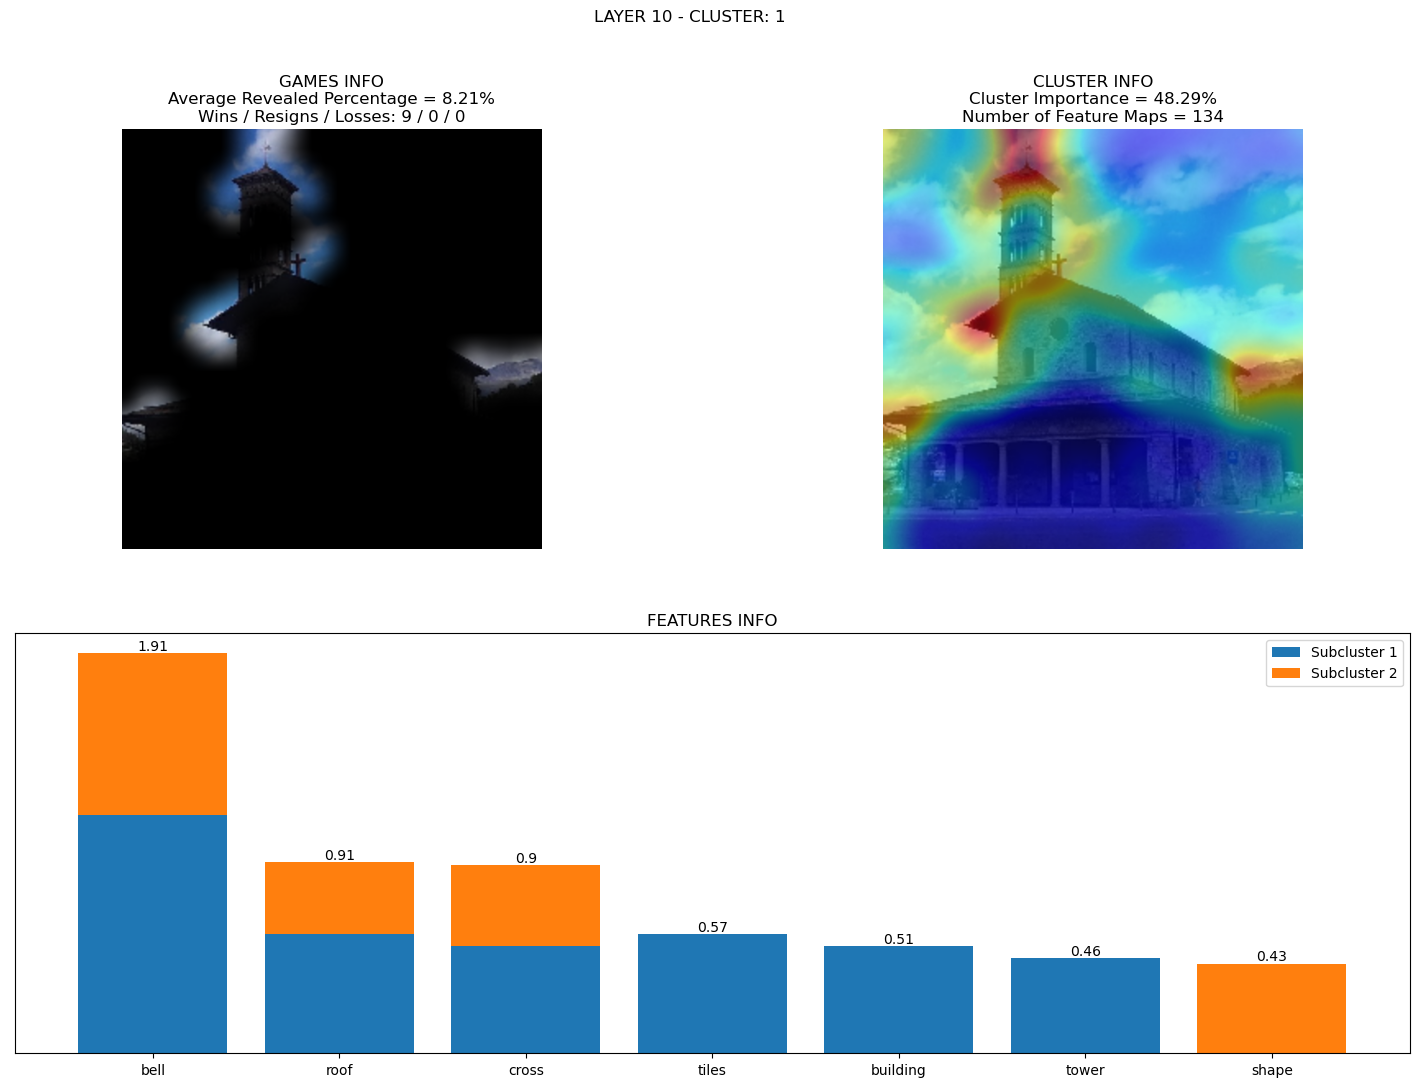 LAYER 10 - CLUSTER: 1
GAMES INFO
Average Revealed Percentage = 8.21%
Wins / Resigns / Losses: 9 / 0 / 0
CLUSTER INFO
Cluster Importance = 48.29%
Number of Feature Maps = 134
FEATURES INFO
Subcluster 1
Subcluster 2
1.91
0.91
0.9
0.57
0.51
0.46
0.43
bell
roof
cross
tiles
building
tower
shape